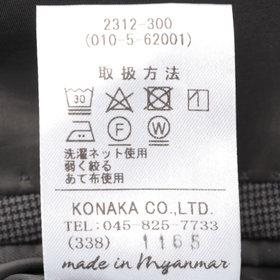 2312-300
(010-5-62001)
取扱方法
30
F W
洗濯ネット使用
弱く絞る
あて布使用
KONAKA CO.,LTD.
TEL: 045-825-7733
(338) 1165
made in Myanmar